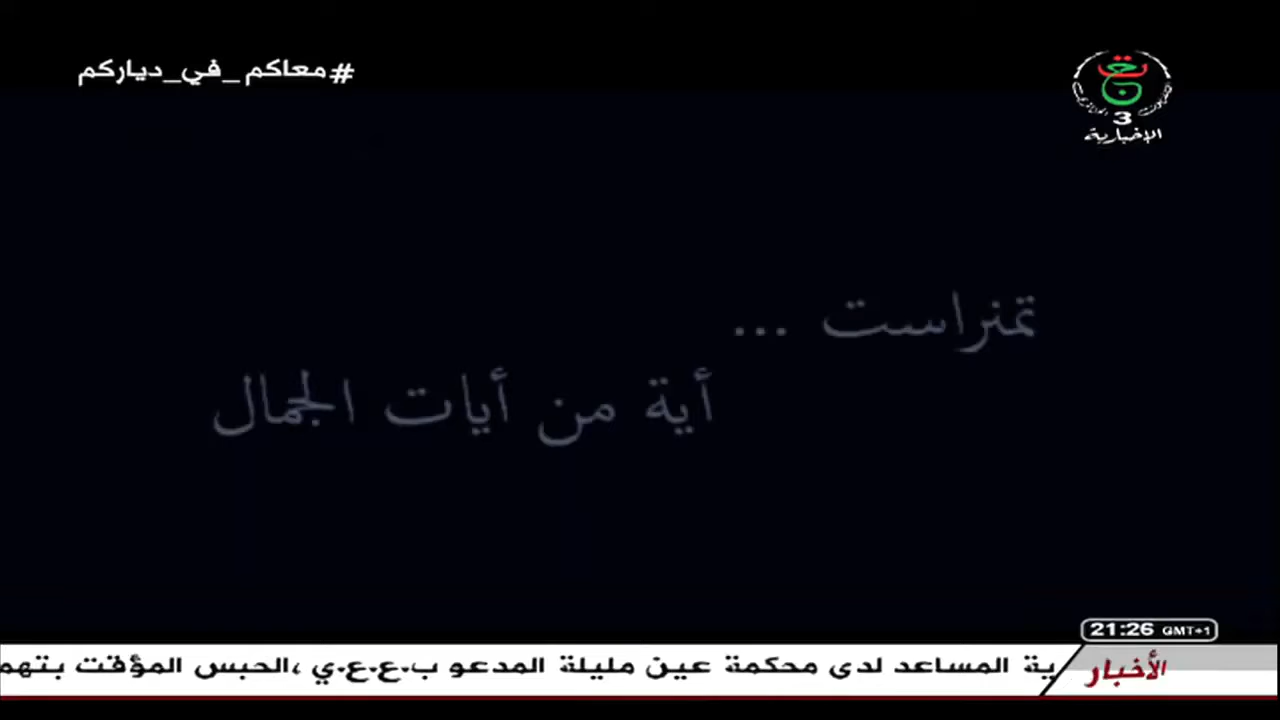 #معاكم_في_دياركم
3
الإخبارية
تمنراست ...
أية من أيات الجمال
21:26 GMT+1
الأخبار
ية المساعد لدى محكمة عين مليلة المدعو ب.ع.ع.ي ،الحبس المؤقت بتهم